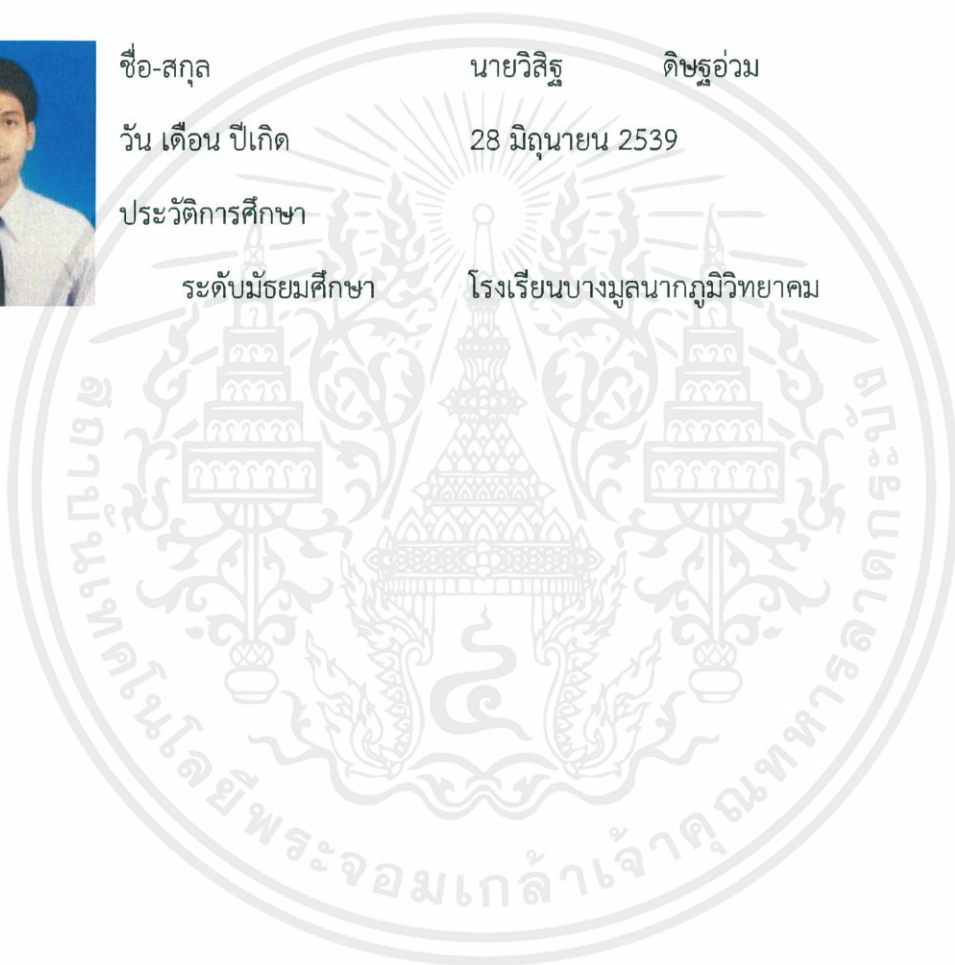 ชื่อ-สกุล นายวิสิฐ ดิษฐอ่วม
วัน เดือน ปีเกิด 28 มิถุนายน 2539
ประวัติการศึกษา
ระดับมัธยมศึกษา โรงเรียนบางมูลนากภูมิวิทยาคม
สถาบันเทคโนโลยีพระจอมเกล้าเจ้าคุณทหารลาดกระบัง
๔